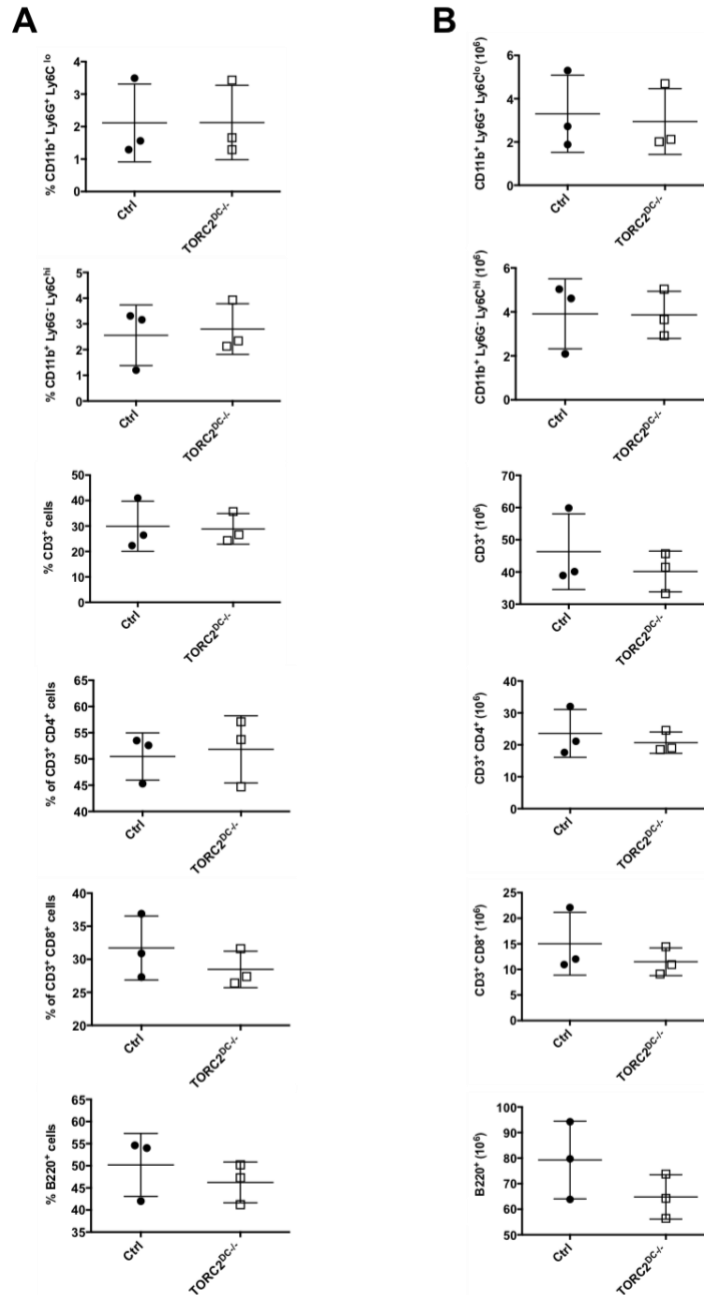 A
% CD11b⁺ Ly6G⁺ Ly6C ˡᵒ
4
3
2
1
0
Ctrl
TORC2ᴰᶜ⁻/⁻
% CD11b⁺ Ly6G⁻ Ly6Cʰⁱ
5
4
3
2
1
0
Ctrl
TORC2ᴰᶜ⁻/⁻
% CD3⁺ cells
50
40
30
20
10
0
Ctrl
TORC2ᴰᶜ⁻/⁻
% of CD3⁺ CD4⁺ cells
65
60
55
50
45
40
Ctrl
TORC2ᴰᶜ⁻/⁻
% of CD3⁺ CD8⁺ cells
40
35
30
25
20
Ctrl
TORC2ᴰᶜ⁻/⁻
% B220⁺ cells
65
60
55
50
45
40
35
Ctrl
TORC2ᴰᶜ⁻/⁻
B
CD11b⁺ Ly6G⁺ Ly6Cˡᵒ (10⁶)
6
4
2
0
Ctrl
TORC2ᴰᶜ⁻/⁻
CD11b⁺ Ly6G⁻ Ly6Cʰⁱ (10⁶)
6
4
2
0
Ctrl
TORC2ᴰᶜ⁻/⁻
CD3⁺ (10⁶)
70
60
50
40
30
Ctrl
TORC2ᴰᶜ⁻/⁻
CD3⁺ CD4⁺ (10⁶)
40
30
20
10
0
Ctrl
TORC2ᴰᶜ⁻/⁻
CD3⁺ CD8⁺ (10⁶)
25
20
15
10
5
0
Ctrl
TORC2ᴰᶜ⁻/⁻
B220⁺ (10⁶)
100
90
80
70
60
50
Ctrl
TORC2ᴰᶜ⁻/⁻